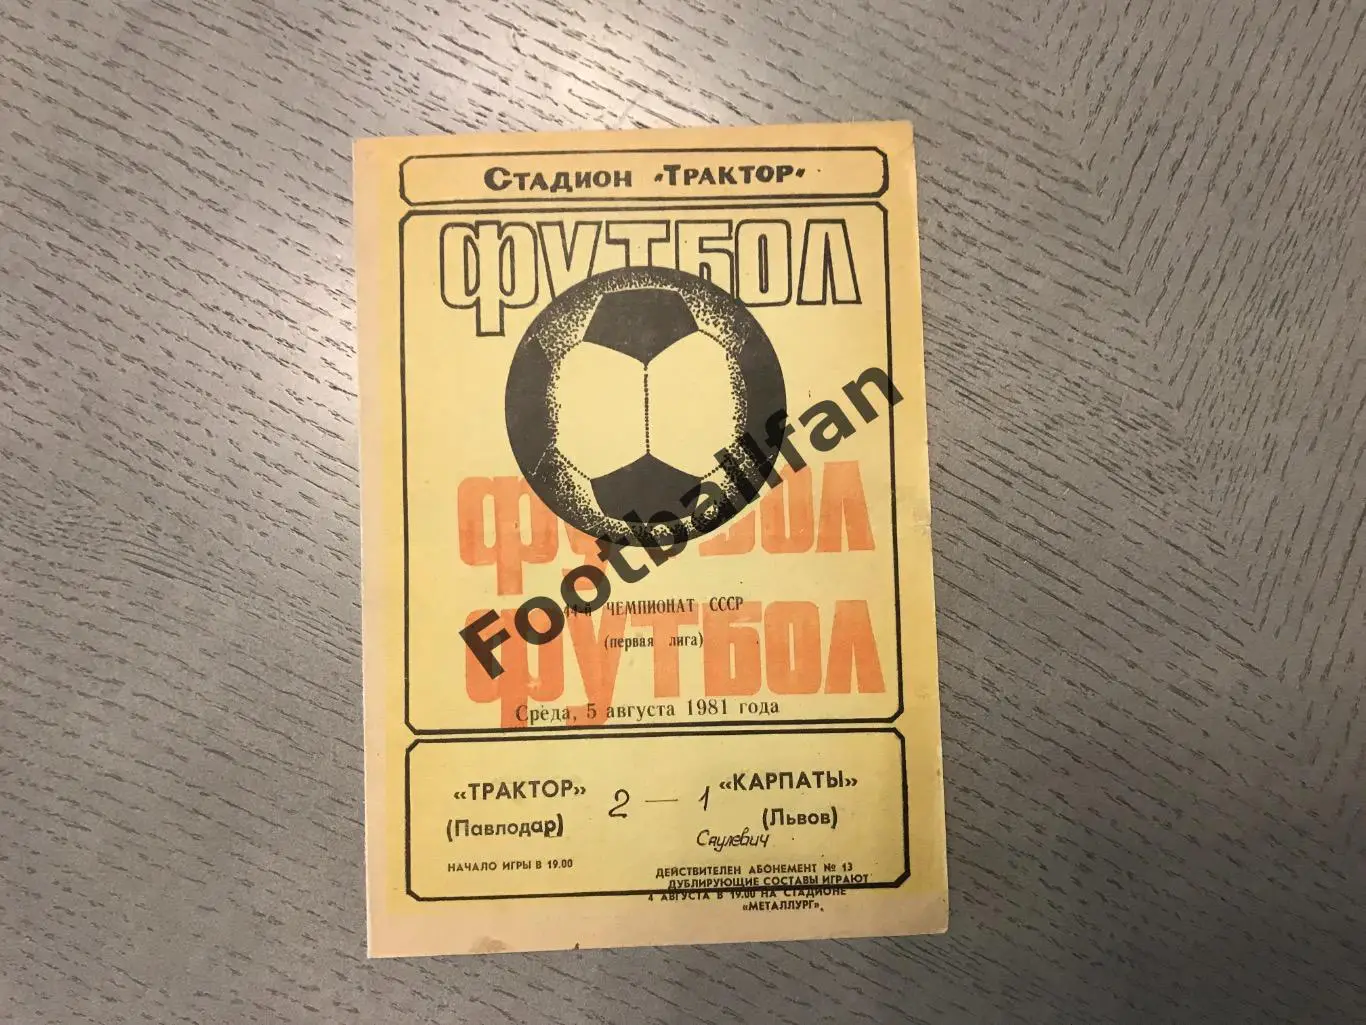 Стадион «Трактор»
ФУТБОЛ
ФУТБОЛ
44-й ЧЕМПИОНАТ СССР
ФУТБОЛ
(первая лига)
Среда, 5 августа 1981 года
Footballfan
«ТРАКТОР» 2 — 1 «КАРПАТЫ»
(Павлодар) (Львов)
Саулевич
НАЧАЛО ИГРЫ В 19.00
ДЕЙСТВИТЕЛЕН АБОНЕМЕНТ № 13
ДУБЛИРУЮЩИЕ СОСТАВЫ ИГРАЮТ
4 АВГУСТА В 19.00 НА СТАДИОНЕ
«МЕТАЛЛУРГ».